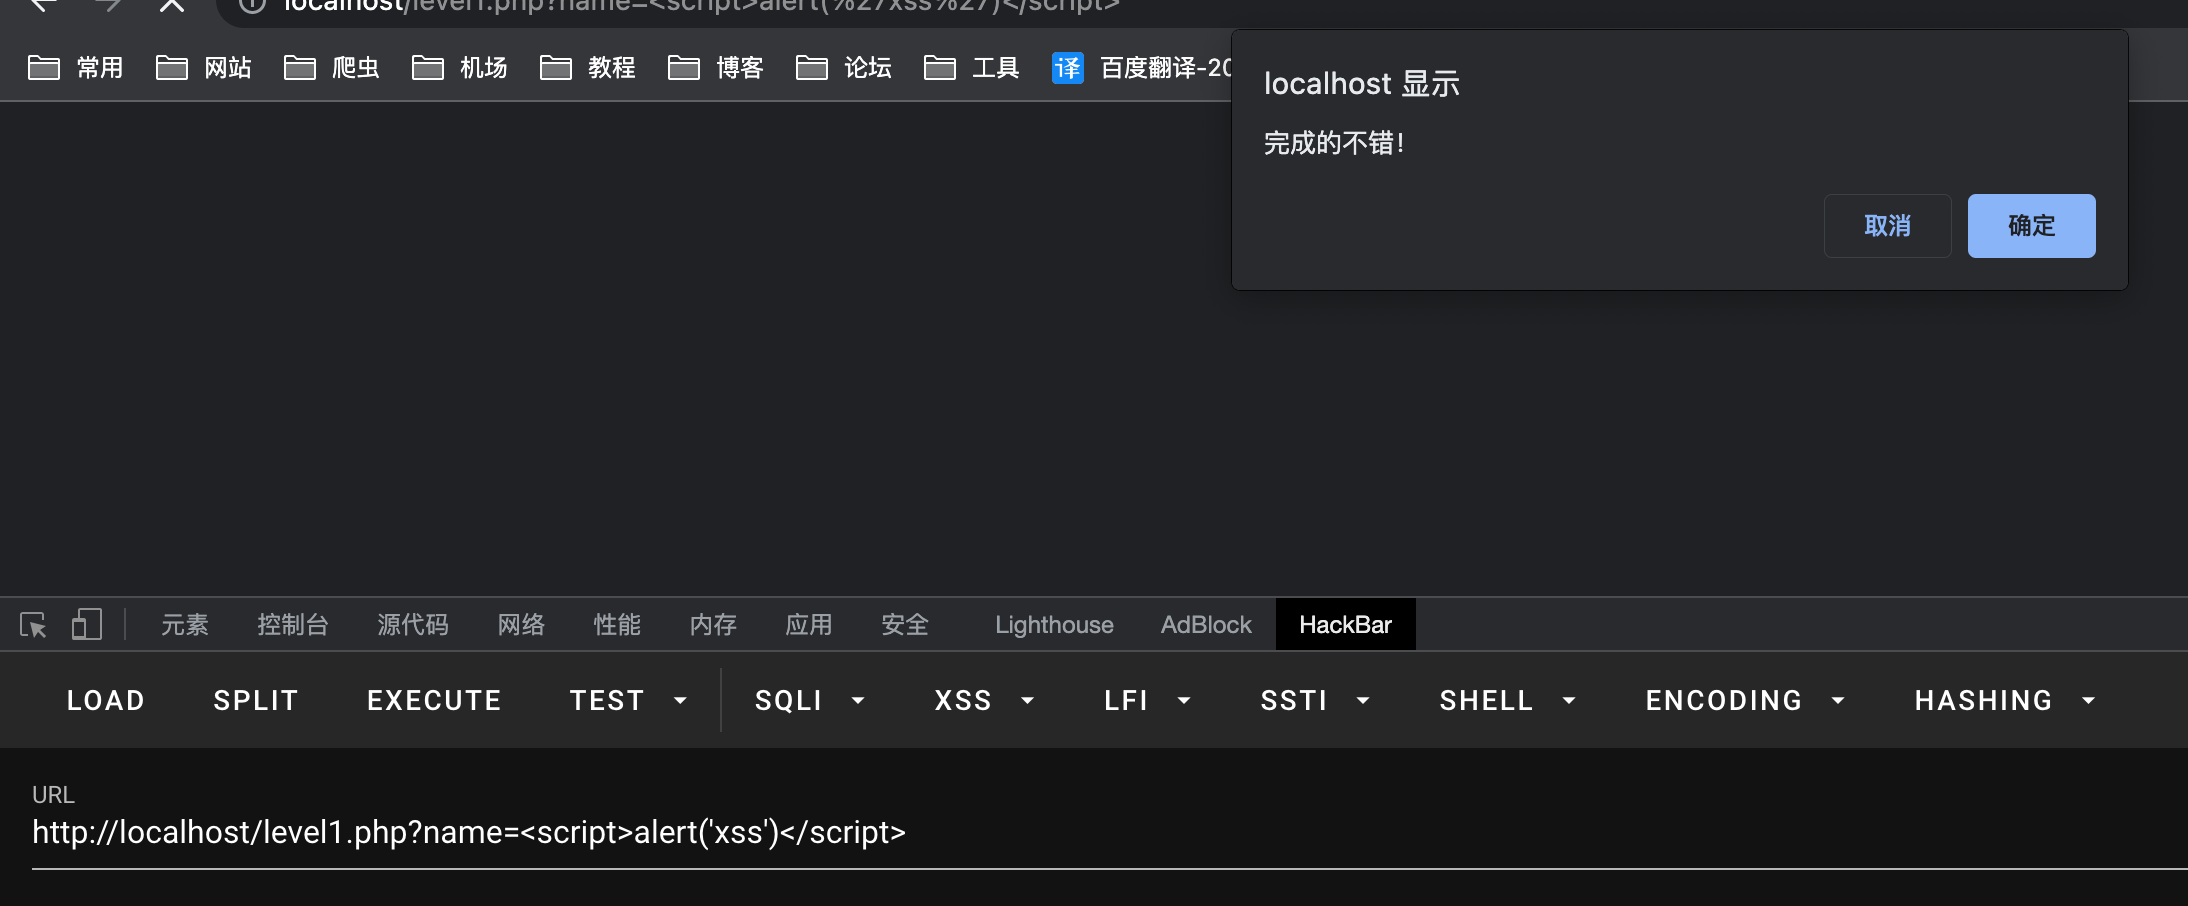 localhost/level1.php?name=<script>alert(%27xss%27)</script>
常用 网站 爬虫 机场 教程 博客 论坛 工具 译 百度翻译-20
localhost 显示
完成的不错！
取消 确定
元素 控制台 源代码 网络 性能 内存 应用 安全 Lighthouse AdBlock HackBar
LOAD SPLIT EXECUTE TEST SQLI XSS LFI SSTI SHELL ENCODING HASHING
URL
http://localhost/level1.php?name=<script>alert('xss')</script>